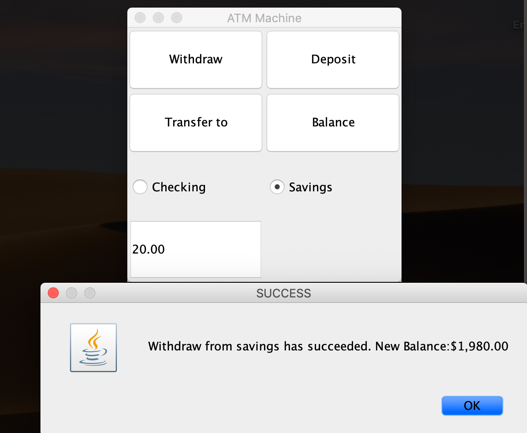 ATM Machine
Withdraw
Deposit
Transfer to
Balance
Checking
Savings
20.00
SUCCESS
Withdraw from savings has succeeded. New Balance:$1,980.00
OK